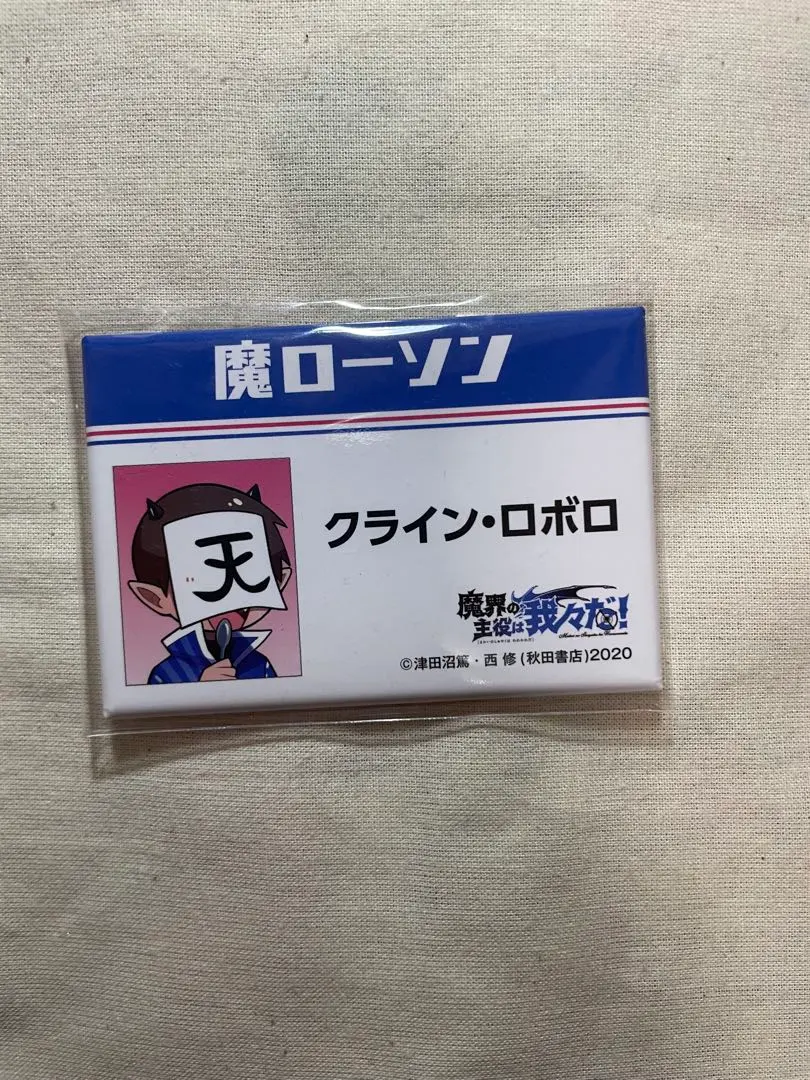 魔ローソン
天
クライン・ロボロ
魔界の
主役は我々だ!
©津田沼篤・西 修(秋田書店)2020